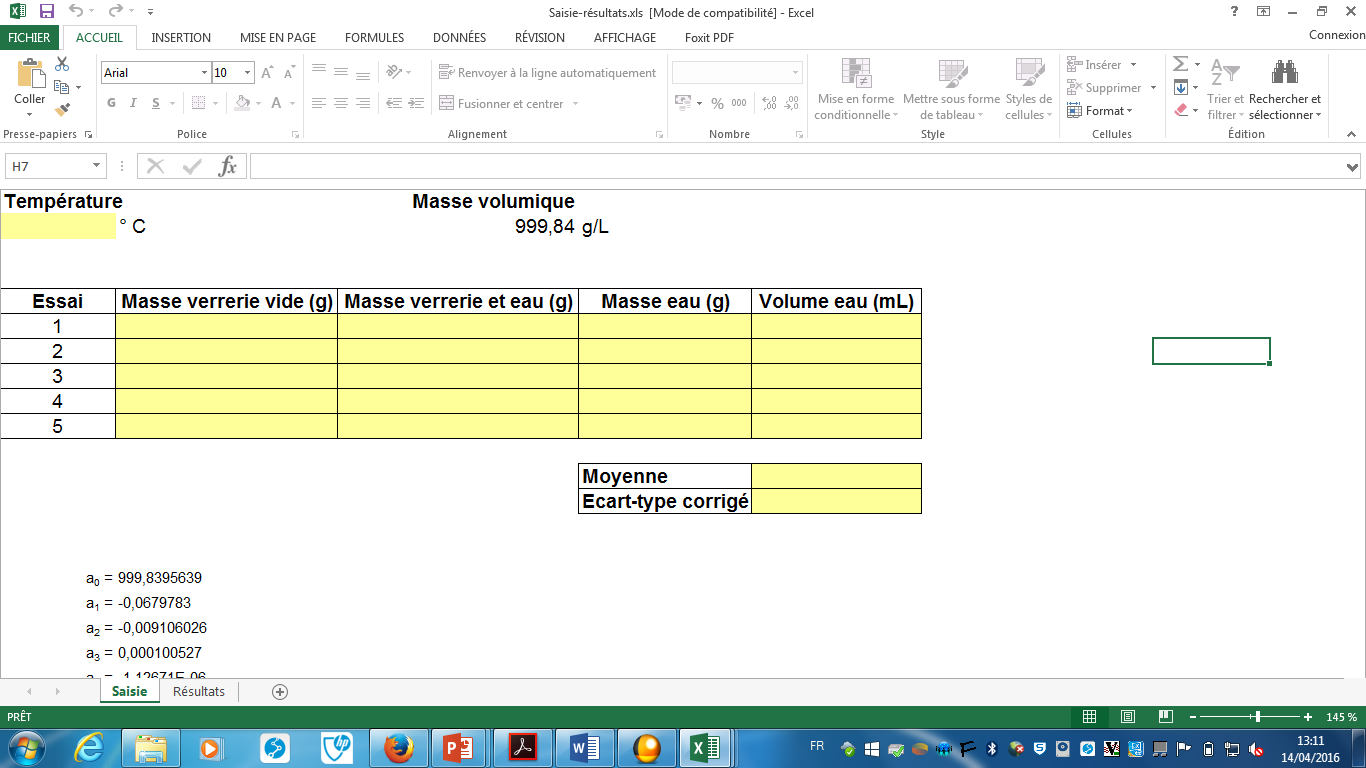 Saisie-résultats.xls [Mode de compatibilité] - Excel
FICHIER ACCUEIL INSERTION MISE EN PAGE FORMULES DONNÉES RÉVISION AFFICHAGE Foxit PDF Connexion
Arial 10 Renvoyer à la ligne automatiquement Insérer
Coller G I S A Fusionner et centrer % 000 Mise en forme conditionnelle Mettre sous forme de tableau Styles de cellules Supprimer Trier et filtrer Rechercher et sélectionner
Format
Presse-papiers Police Alignement Nombre Style Cellules Édition
H7 fx
Température Masse volumique
° C 999,84 g/L
Essai Masse verrerie vide (g) Masse verrerie et eau (g) Masse eau (g) Volume eau (mL)
1
2
3
4
5
Moyenne
Ecart-type corrigé
a0 = 999,8395639
a1 = -0,0679783
a2 = -0,009106026
a3 = 0,000100527
Saisie Résultats
PRÊT 145 %
FR 13:11
14/04/2016